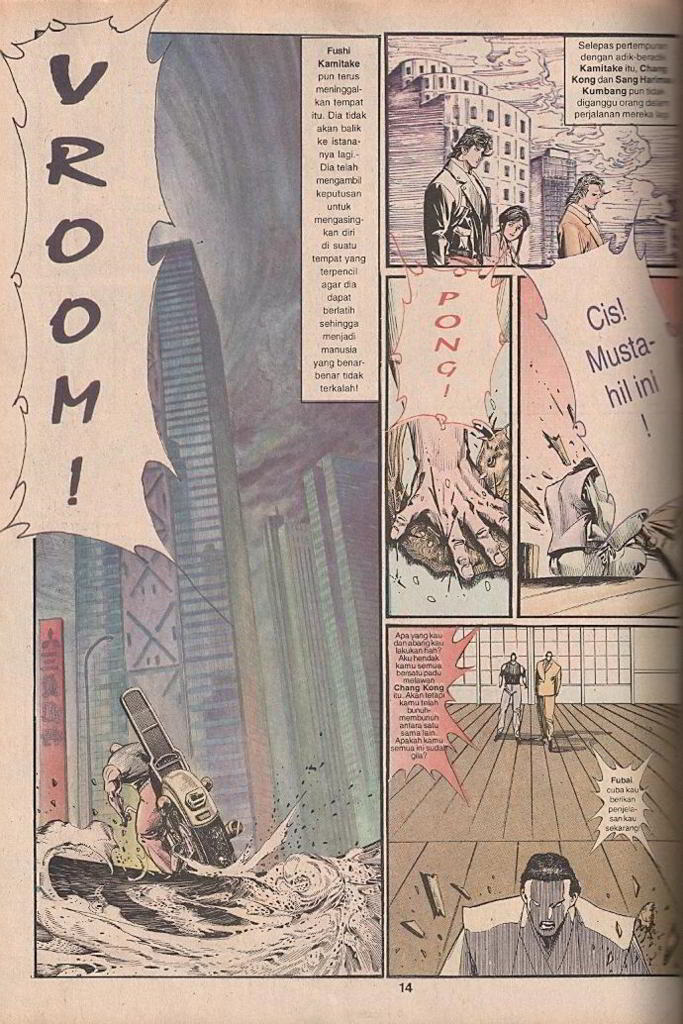 VROOM!
Fushi
Kamitake
pun terus
meninggal-
kan tempat
itu. Dia tidak
akan balik
ke istana-
nya lagi.-
Dia telah
mengambil
keputusan
untuk
mengasing-
kan diri
di suatu
tempat yang
terpencil
agar dia
dapat
berlatih
sehingga
menjadi
manusia
yang benar-
benar tidak
terkalah!
Selepas pertempuran
dengan adik-beradik
Kamitake itu, Chang
Kong dan Sang Harimau
Kumbang pun tidak
diganggu orang dalam
perjalanan mereka lagi
PONG!
Cis!
Musta-
hil ini
!
Apa yang kau
dan abang kau
lakukan hah?
Aku hendak
kamu semua
bersatu padu
melawan
Chang Kong
itu. Akan tetapi
kamu telah
bunuh-
membunuh
antara satu
sama lain.
Apakah kamu
semua ini sudah
gila?
Fubai
cuba kau
berikan
penjela-
san kau
sekarang!
14